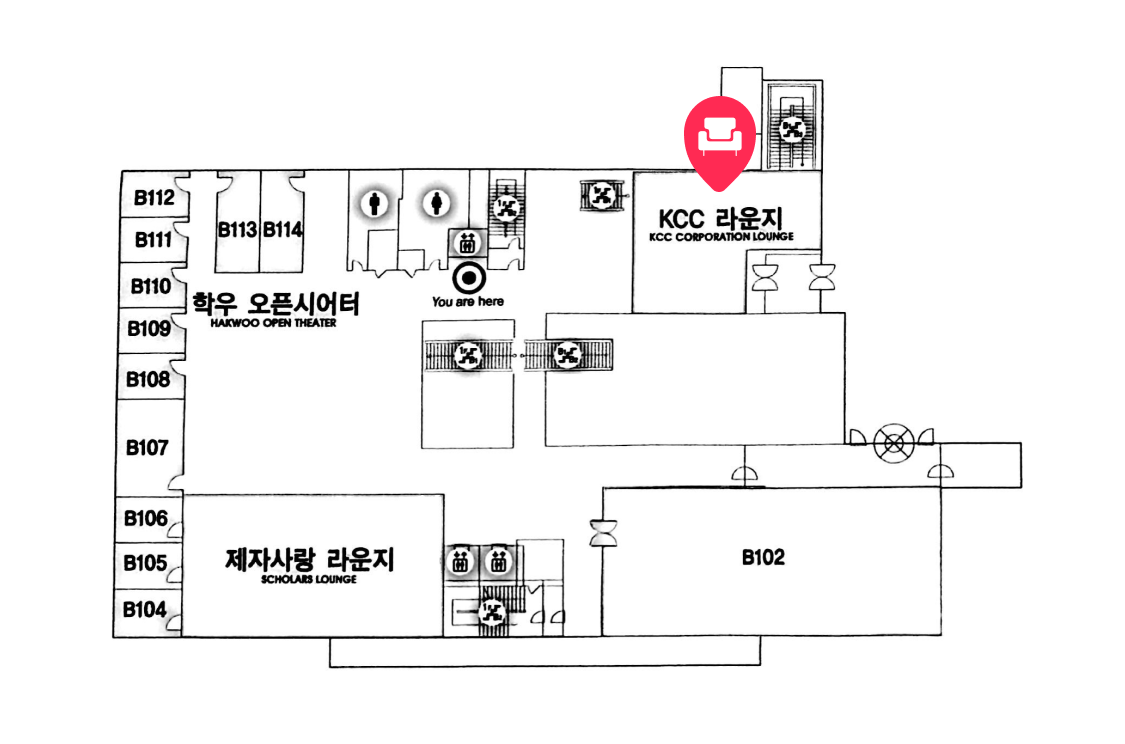 B112
B113
B114
KCC 라운지
KCC CORPORATION LOUNGE
B111
B110
학우 오픈시어터
HAKWOO OPEN THEATER
You are here
B109
B108
B107
B106
B105
B104
제자사랑 라운지
SCHOLARS LOUNGE
B102